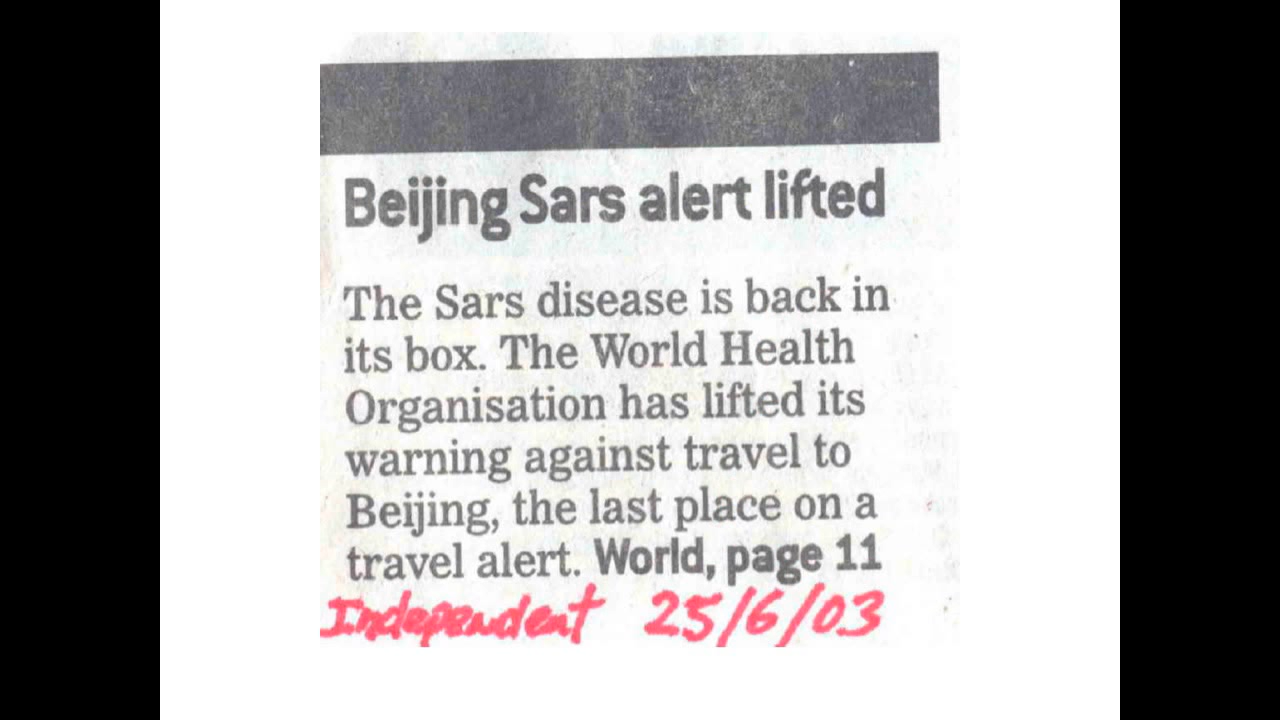 Beijing Sars alert lifted
The Sars disease is back in
its box. The World Health
Organisation has lifted its
warning against travel to
Beijing, the last place on a
travel alert. World, page 11
Independent 25/6/03